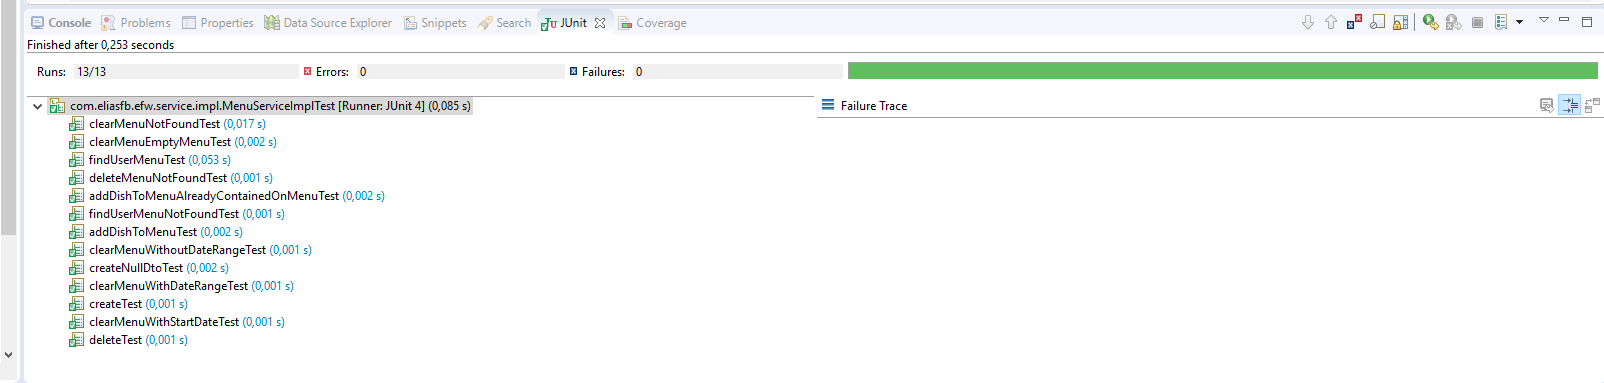 Console Problems Properties Data Source Explorer Snippets Search JUnit Coverage
Finished after 0,253 seconds
Runs: 13/13 Errors: 0 Failures: 0
com.eliasfb.efw.service.impl.MenuServiceImplTest [Runner: JUnit 4] (0,085 s)
Failure Trace
clearMenuNotFoundTest (0,017 s)
clearMenuEmptyMenuTest (0,002 s)
findUserMenuTest (0,053 s)
deleteMenuNotFoundTest (0,001 s)
addDishToMenuAlreadyContainedOnMenuTest (0,002 s)
findUserMenuNotFoundTest (0,001 s)
addDishToMenuTest (0,002 s)
clearMenuWithoutDateRangeTest (0,001 s)
createNullDtoTest (0,002 s)
clearMenuWithDateRangeTest (0,001 s)
createTest (0,001 s)
clearMenuWithStartDateTest (0,001 s)
deleteTest (0,001 s)